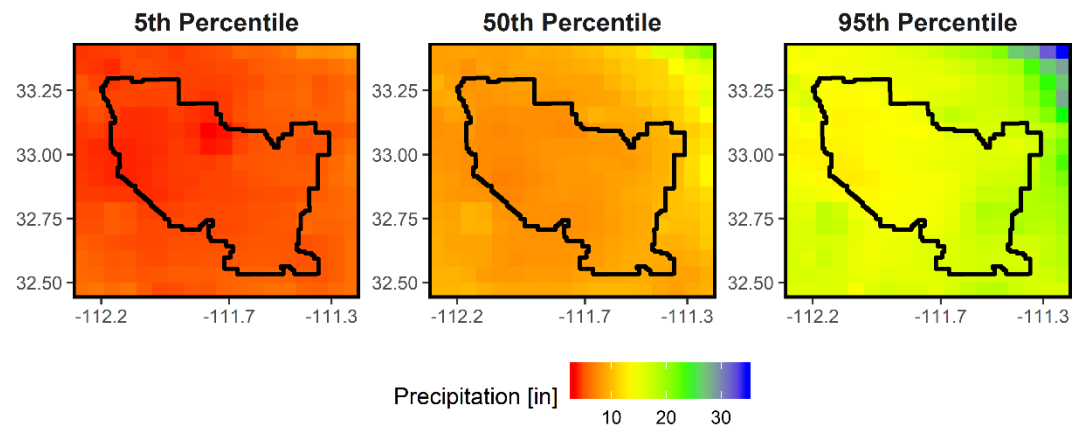 5th Percentile 50th Percentile 95th Percentile
33.25 33.25 33.25
33.00 33.00 33.00
32.75 32.75 32.75
32.50 32.50 32.50
-112.2 -111.7 -111.3 -112.2 -111.7 -111.3 -112.2 -111.7 -111.3
Precipitation [in]
10 20 30